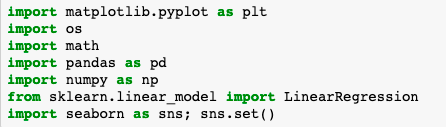 import matplotlib.pyplot as plt
import os
import math
import pandas as pd
import numpy as np
from sklearn.linear_model import LinearRegression
import seaborn as sns; sns.set()